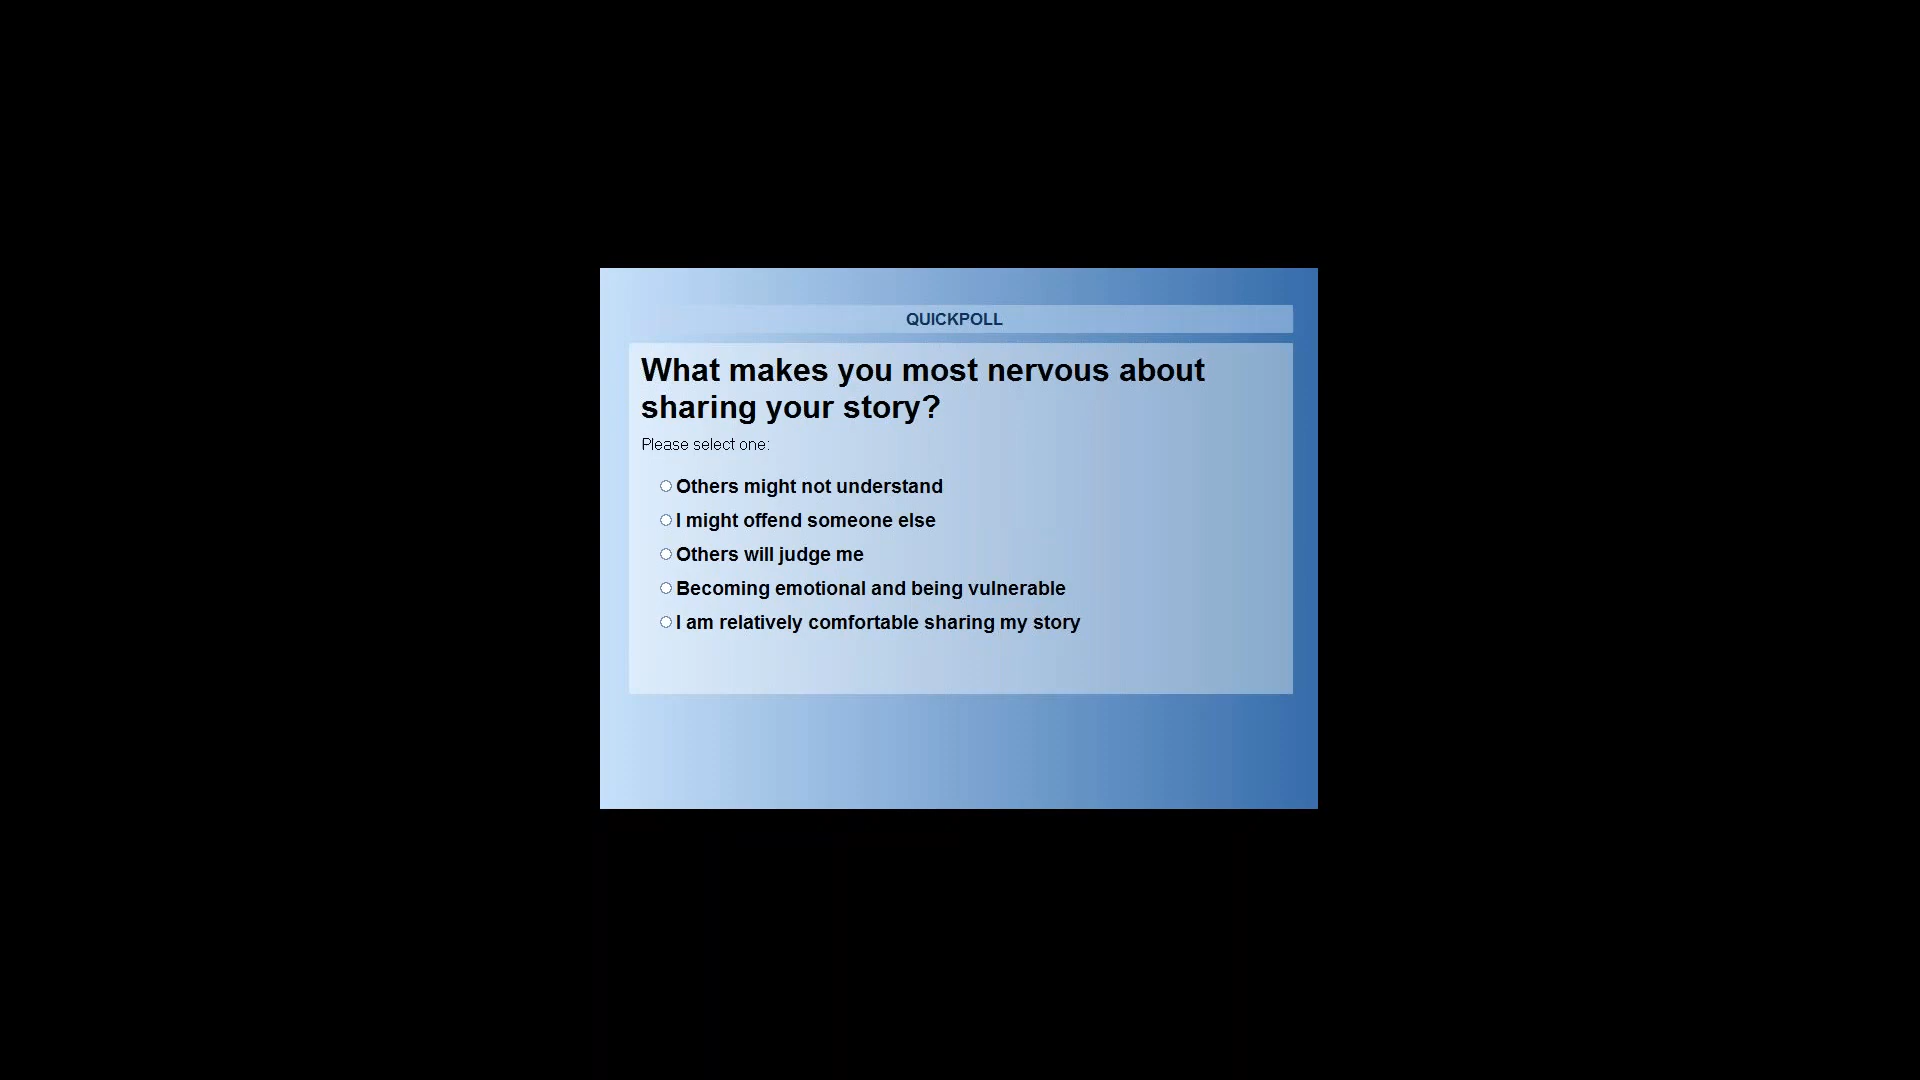 QUICKPOLL
What makes you most nervous about
sharing your story?
Please select one:
Others might not understand
I might offend someone else
Others will judge me
Becoming emotional and being vulnerable
I am relatively comfortable sharing my story